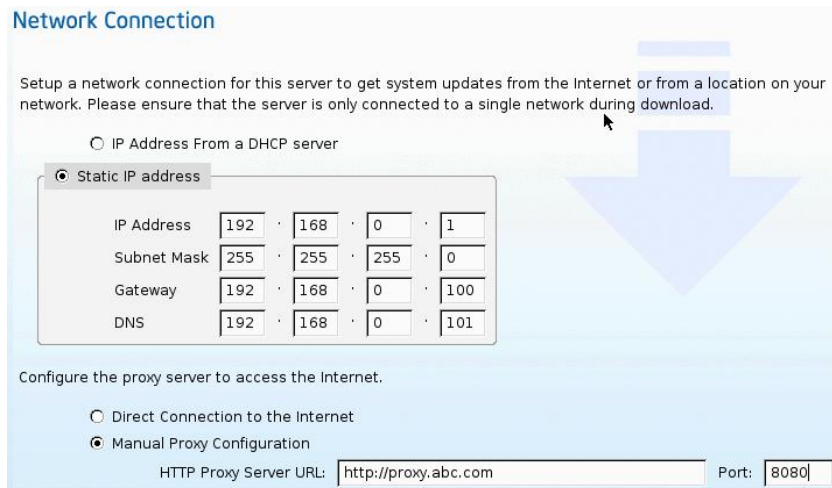 Network Connection
Setup a network connection for this server to get system updates from the Internet or from a location on your
network. Please ensure that the server is only connected to a single network during download.
IP Address From a DHCP server
Static IP address
IP Address 192 . 168 . 0 . 1
Subnet Mask 255 . 255 . 255 . 0
Gateway 192 . 168 . 0 . 100
DNS 192 . 168 . 0 . 101
Configure the proxy server to access the Internet.
Direct Connection to the Internet
Manual Proxy Configuration
HTTP Proxy Server URL: http://proxy.abc.com Port: 8080